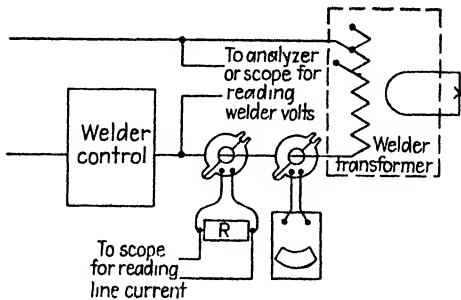 To analyzer
or scope for
reading
welder volts
Welder
control
Welder
transformer
R
To scope
for reading
line current